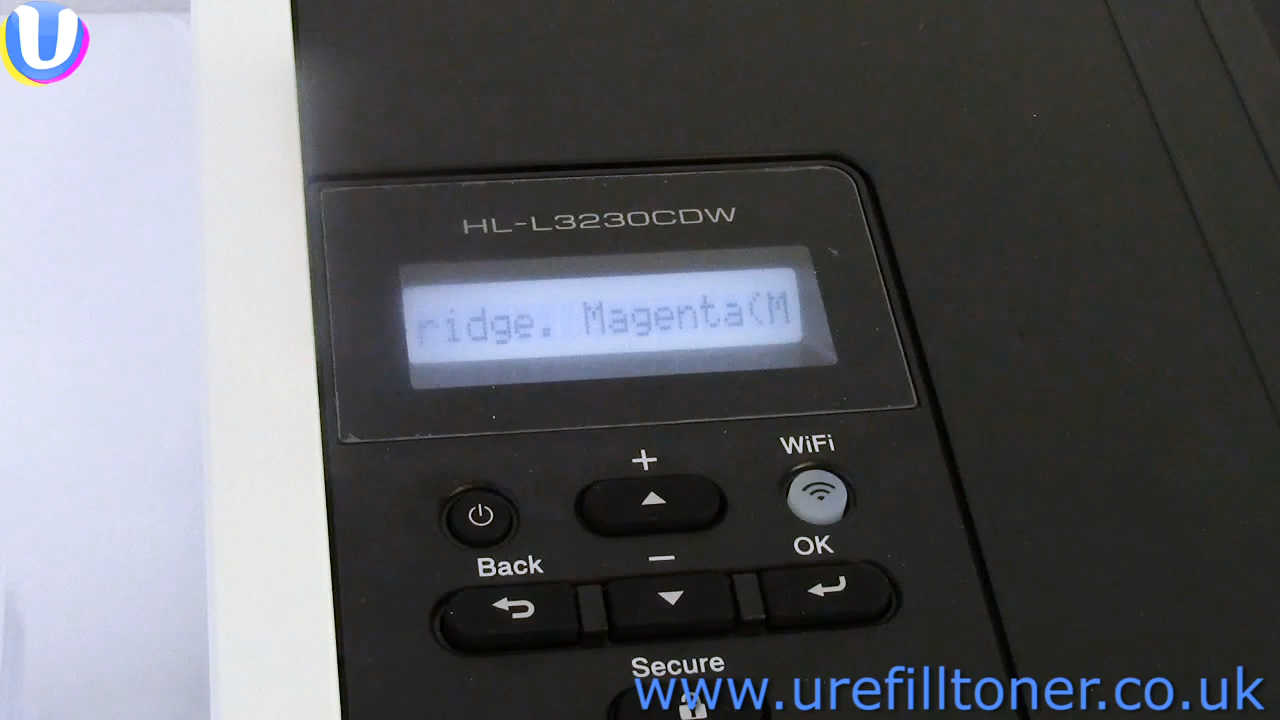 U
HL-L3230CDW
ridge. Magenta(M
+
WiFi
Back
−
OK
Secure
www.urefilltoner.co.uk